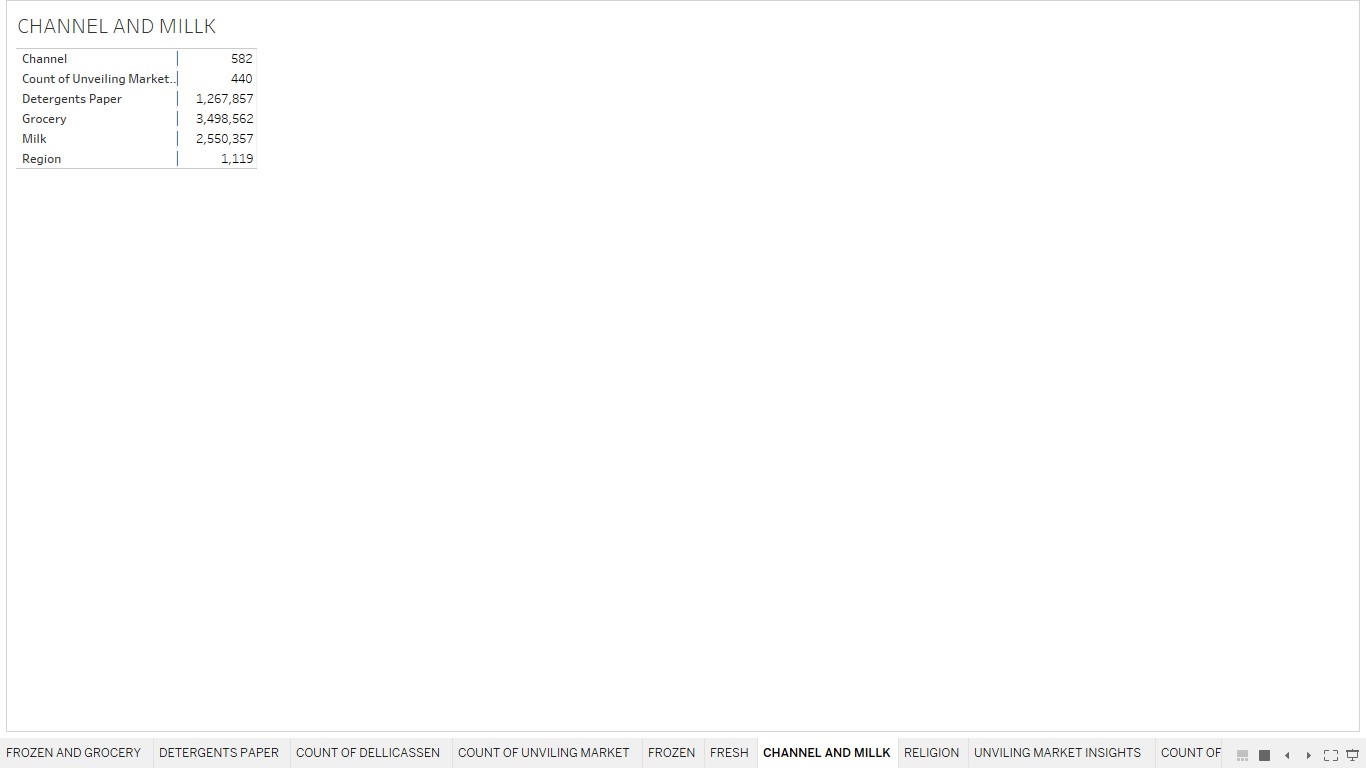 CHANNEL AND MILLK
Channel 582
Count of Unveiling Market.. 440
Detergents Paper 1,267,857
Grocery 3,498,562
Milk 2,550,357
Region 1,119
FROZEN AND GROCERY DETERGENTS PAPER COUNT OF DELLICASSEN COUNT OF UNVILING MARKET FROZEN FRESH CHANNEL AND MILLK RELIGION UNVILING MARKET INSIGHTS COUNT OF